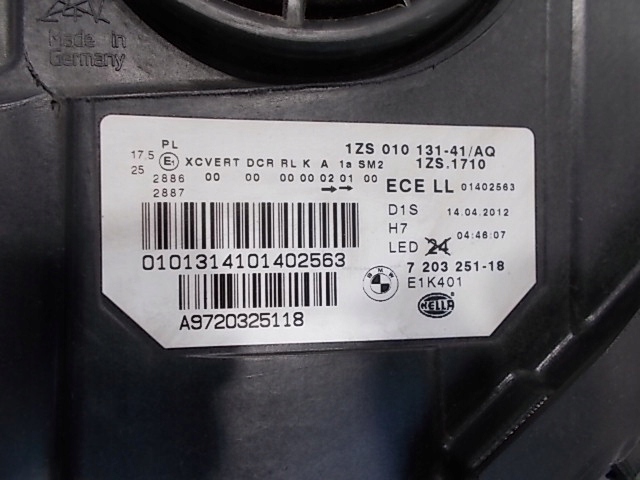 Made in
Germany
PL
1ZS 010 131-41/AQ
17.5 E1 XCVERT DCR RL K A 1a SM2 1ZS.1710
25 2886 00 00 00 00 02 01 00 ECE LL 01402563
2887
D1S 14.04.2012
H7 04:46:07
LED 24
0101314101402563
BMW 7 203 251-18
E1K401
HELLA
A9720325118